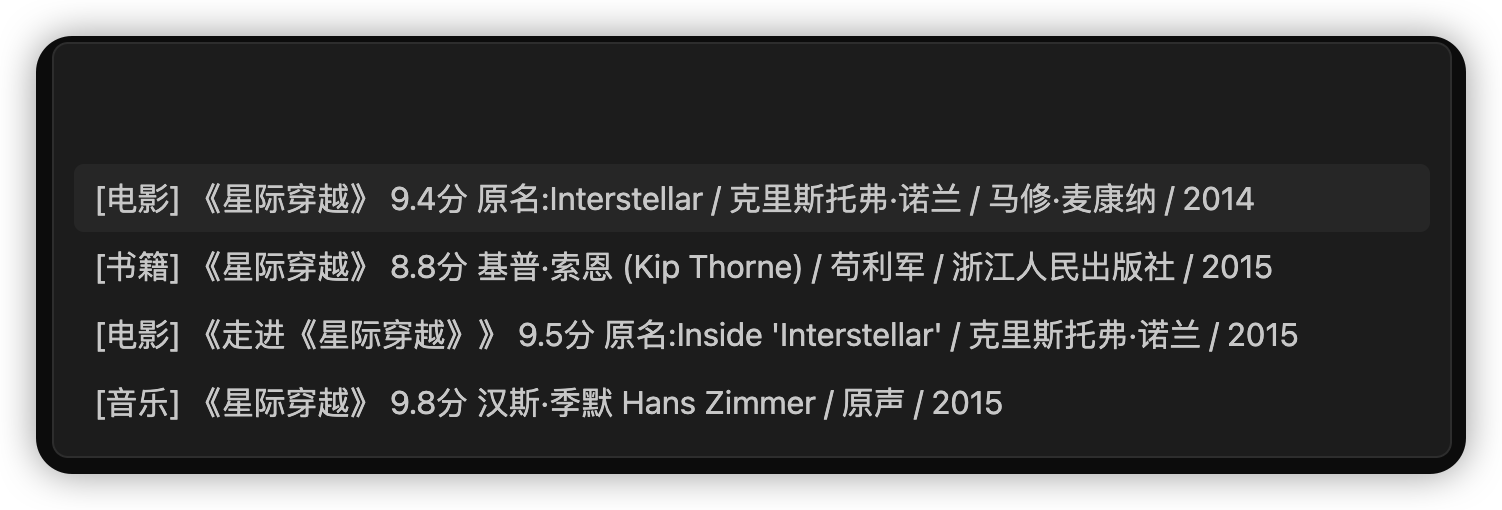 [电影] 《星际穿越》 9.4分 原名:Interstellar / 克里斯托弗·诺兰 / 马修·麦康纳 / 2014
[书籍] 《星际穿越》 8.8分 基普·索恩 (Kip Thorne) / 苟利军 / 浙江人民出版社 / 2015
[电影] 《走进《星际穿越》》 9.5分 原名:Inside 'Interstellar' / 克里斯托弗·诺兰 / 2015
[音乐] 《星际穿越》 9.8分 汉斯·季默 Hans Zimmer / 原声 / 2015